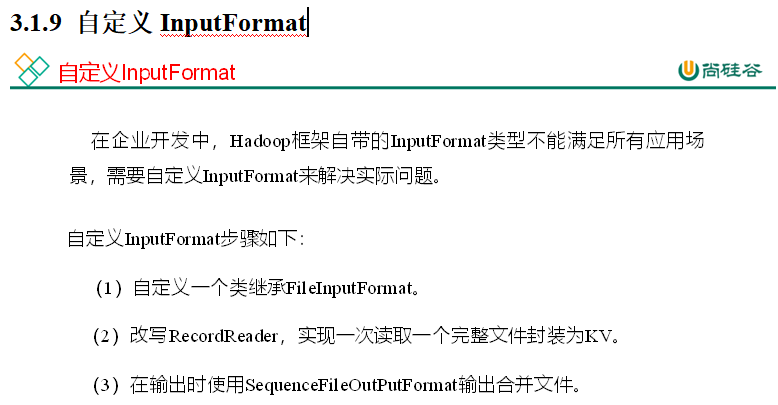 3.1.9 自定义 InputFormat
自定义InputFormat
尚硅谷
在企业开发中，Hadoop框架自带的InputFormat类型不能满足所有应用场
景，需要自定义InputFormat来解决实际问题。
自定义InputFormat步骤如下：
（1）自定义一个类继承FileInputFormat。
（2）改写RecordReader，实现一次读取一个完整文件封装为KV。
（3）在输出时使用SequenceFileOutPutFormat输出合并文件。